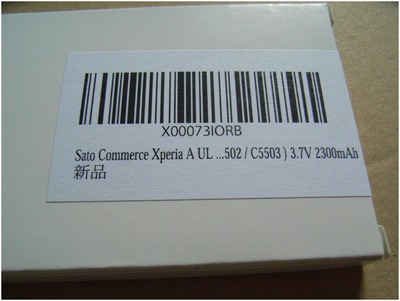 X00073IORB
Sato Commerce Xperia A UL ...502 / C5503 ) 3.7V 2300mAh
新品